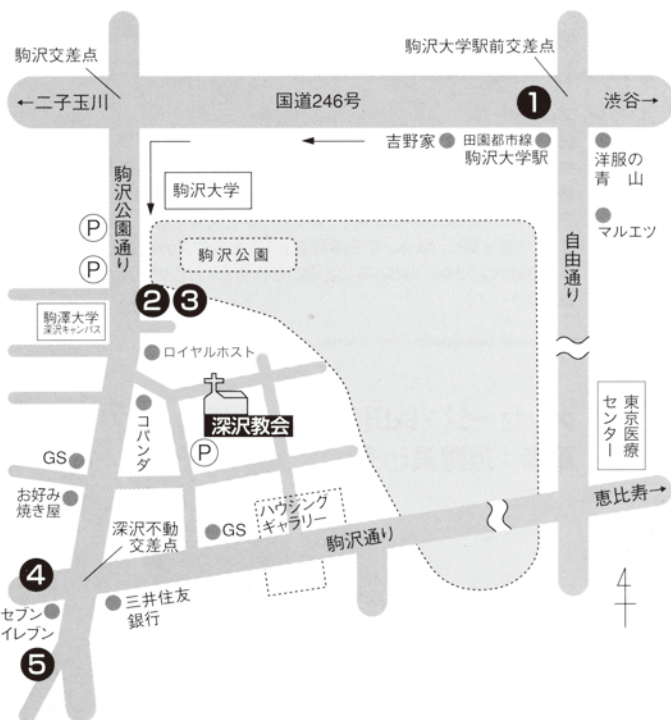 駒沢交差点
駒沢大学駅前交差点
←二子玉川
国道246号
❶
渋谷→
吉野家
田園都市線
駒沢大学駅
洋服の
青 山
マルエツ
駒沢公園通り
駒沢大学
自由通り
P
P
駒沢公園
❷❸
駒澤大学
深沢キャンパス
ロイヤルホスト
深沢教会
P
コパンダ
東京医療
センター
GS
お好み
焼き屋
深沢不動
交差点
GS
ハウジング
ギャラリー
駒沢通り
恵比寿→
❹
セブン
イレブン
三井住友
銀行
❺
4